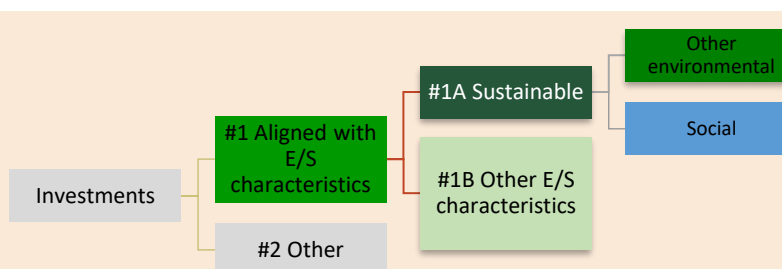 Investments
#1 Aligned with
E/S
characteristics
#2 Other
#1A Sustainable
#1B Other E/S
characteristics
Other
environmental
Social